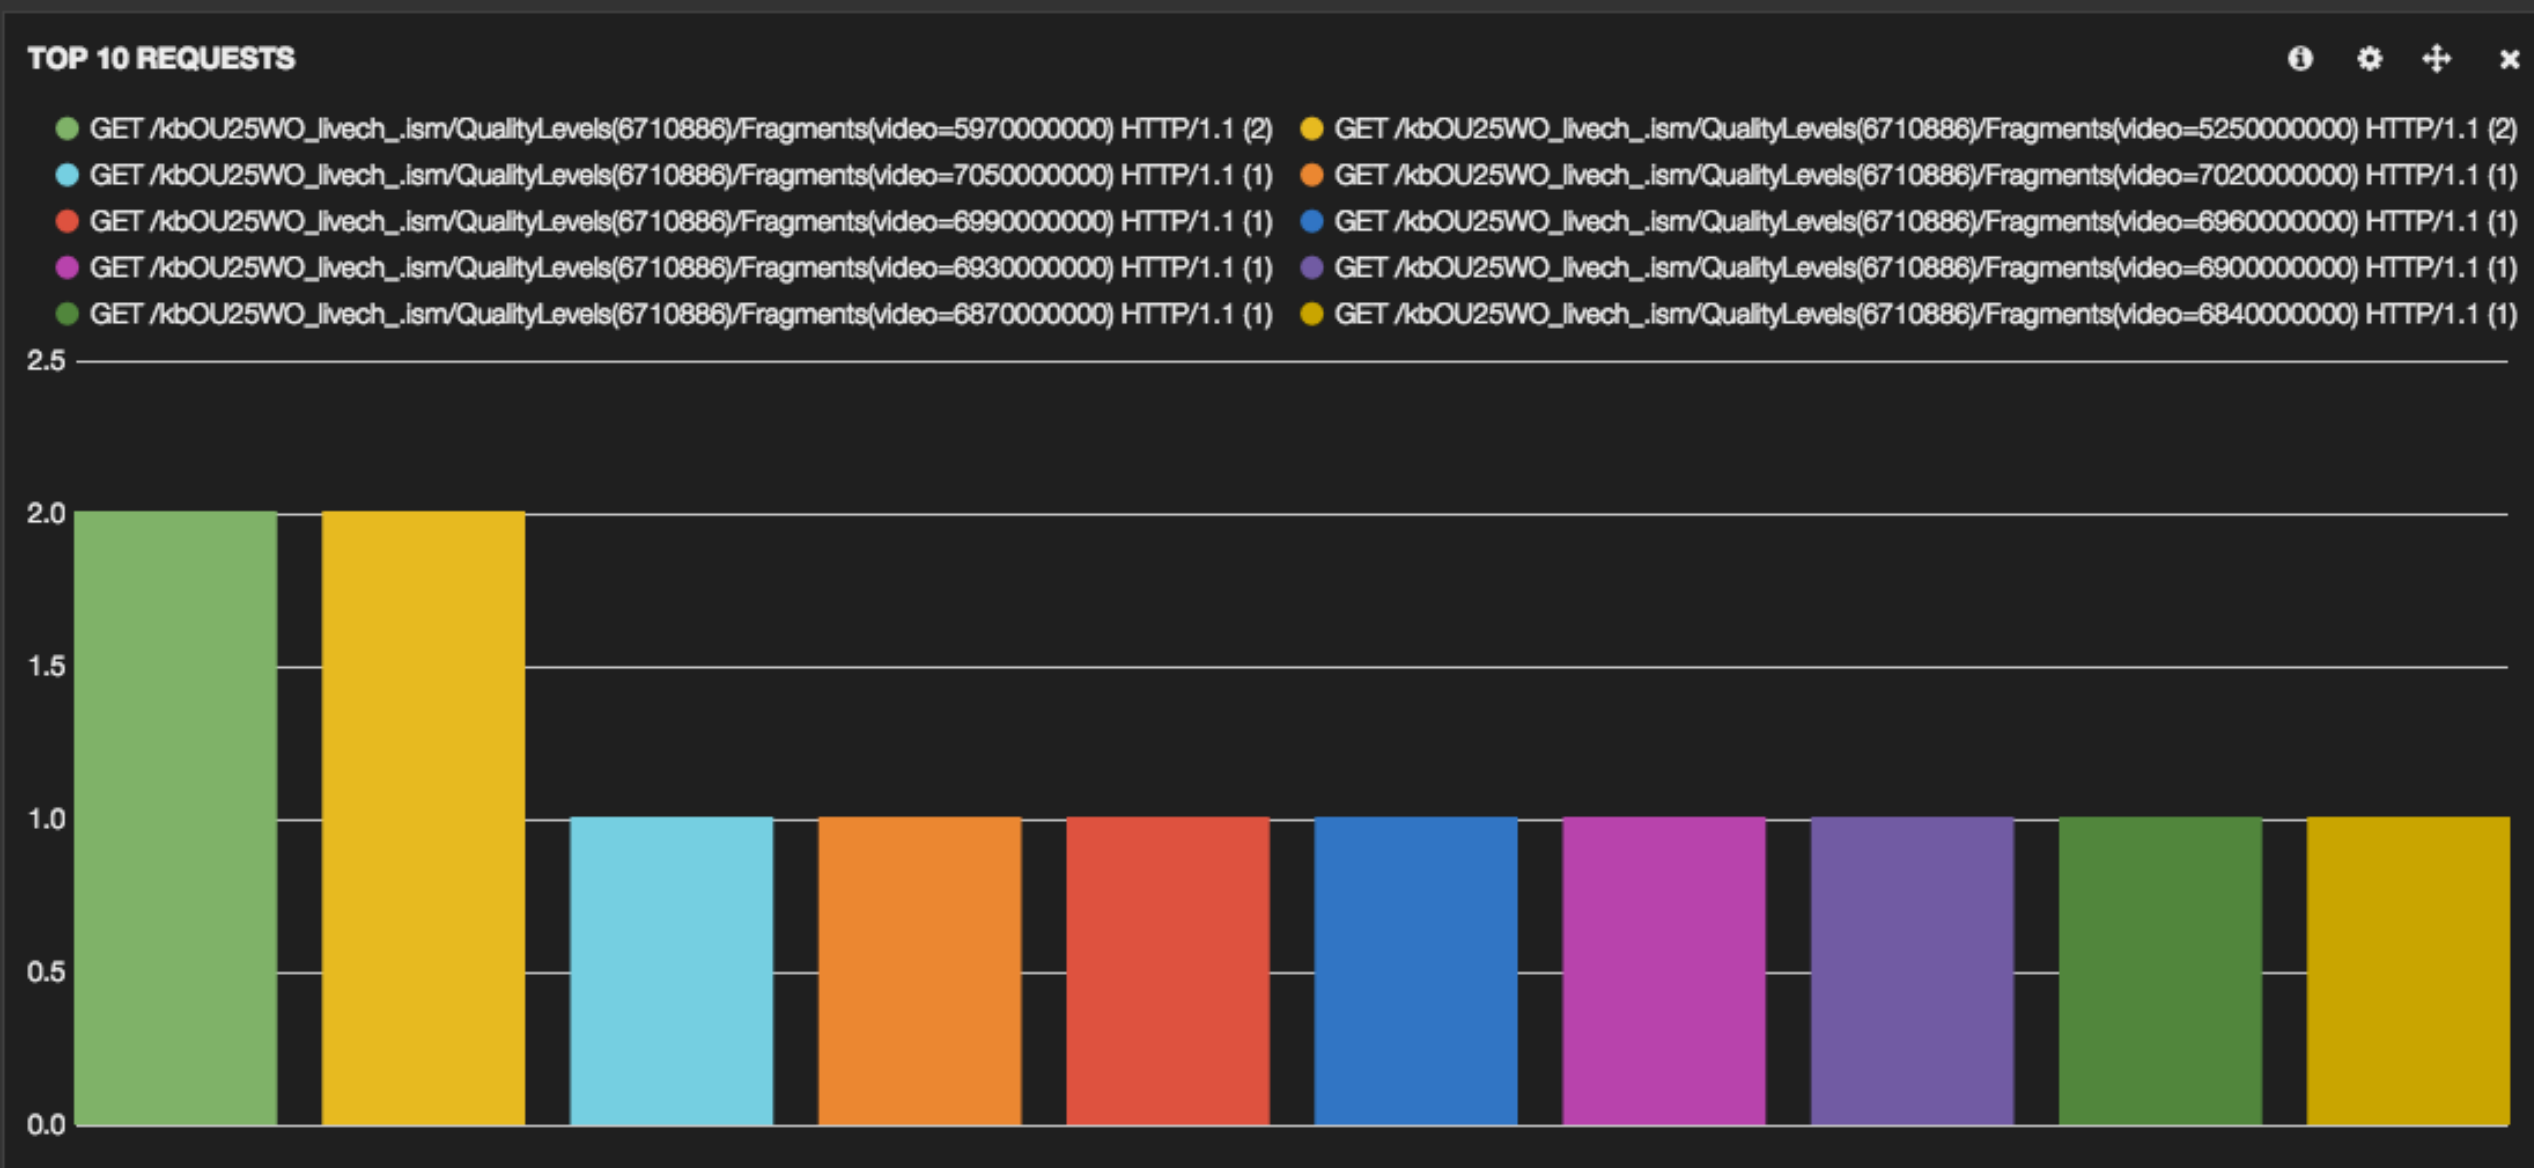 TOP 10 REQUESTS
GET /kbOU25WO_livech_.ism/QualityLevels(6710886)/Fragments(video=5970000000) HTTP/1.1 (2)
GET /kbOU25WO_livech_.ism/QualityLevels(6710886)/Fragments(video=5250000000) HTTP/1.1 (2)
GET /kbOU25WO_livech_.ism/QualityLevels(6710886)/Fragments(video=7050000000) HTTP/1.1 (1)
GET /kbOU25WO_livech_.ism/QualityLevels(6710886)/Fragments(video=7020000000) HTTP/1.1 (1)
GET /kbOU25WO_livech_.ism/QualityLevels(6710886)/Fragments(video=6990000000) HTTP/1.1 (1)
GET /kbOU25WO_livech_.ism/QualityLevels(6710886)/Fragments(video=6960000000) HTTP/1.1 (1)
GET /kbOU25WO_livech_.ism/QualityLevels(6710886)/Fragments(video=6930000000) HTTP/1.1 (1)
GET /kbOU25WO_livech_.ism/QualityLevels(6710886)/Fragments(video=6900000000) HTTP/1.1 (1)
GET /kbOU25WO_livech_.ism/QualityLevels(6710886)/Fragments(video=6870000000) HTTP/1.1 (1)
GET /kbOU25WO_livech_.ism/QualityLevels(6710886)/Fragments(video=6840000000) HTTP/1.1 (1)
2.5
2.0
1.5
1.0
0.5
0.0